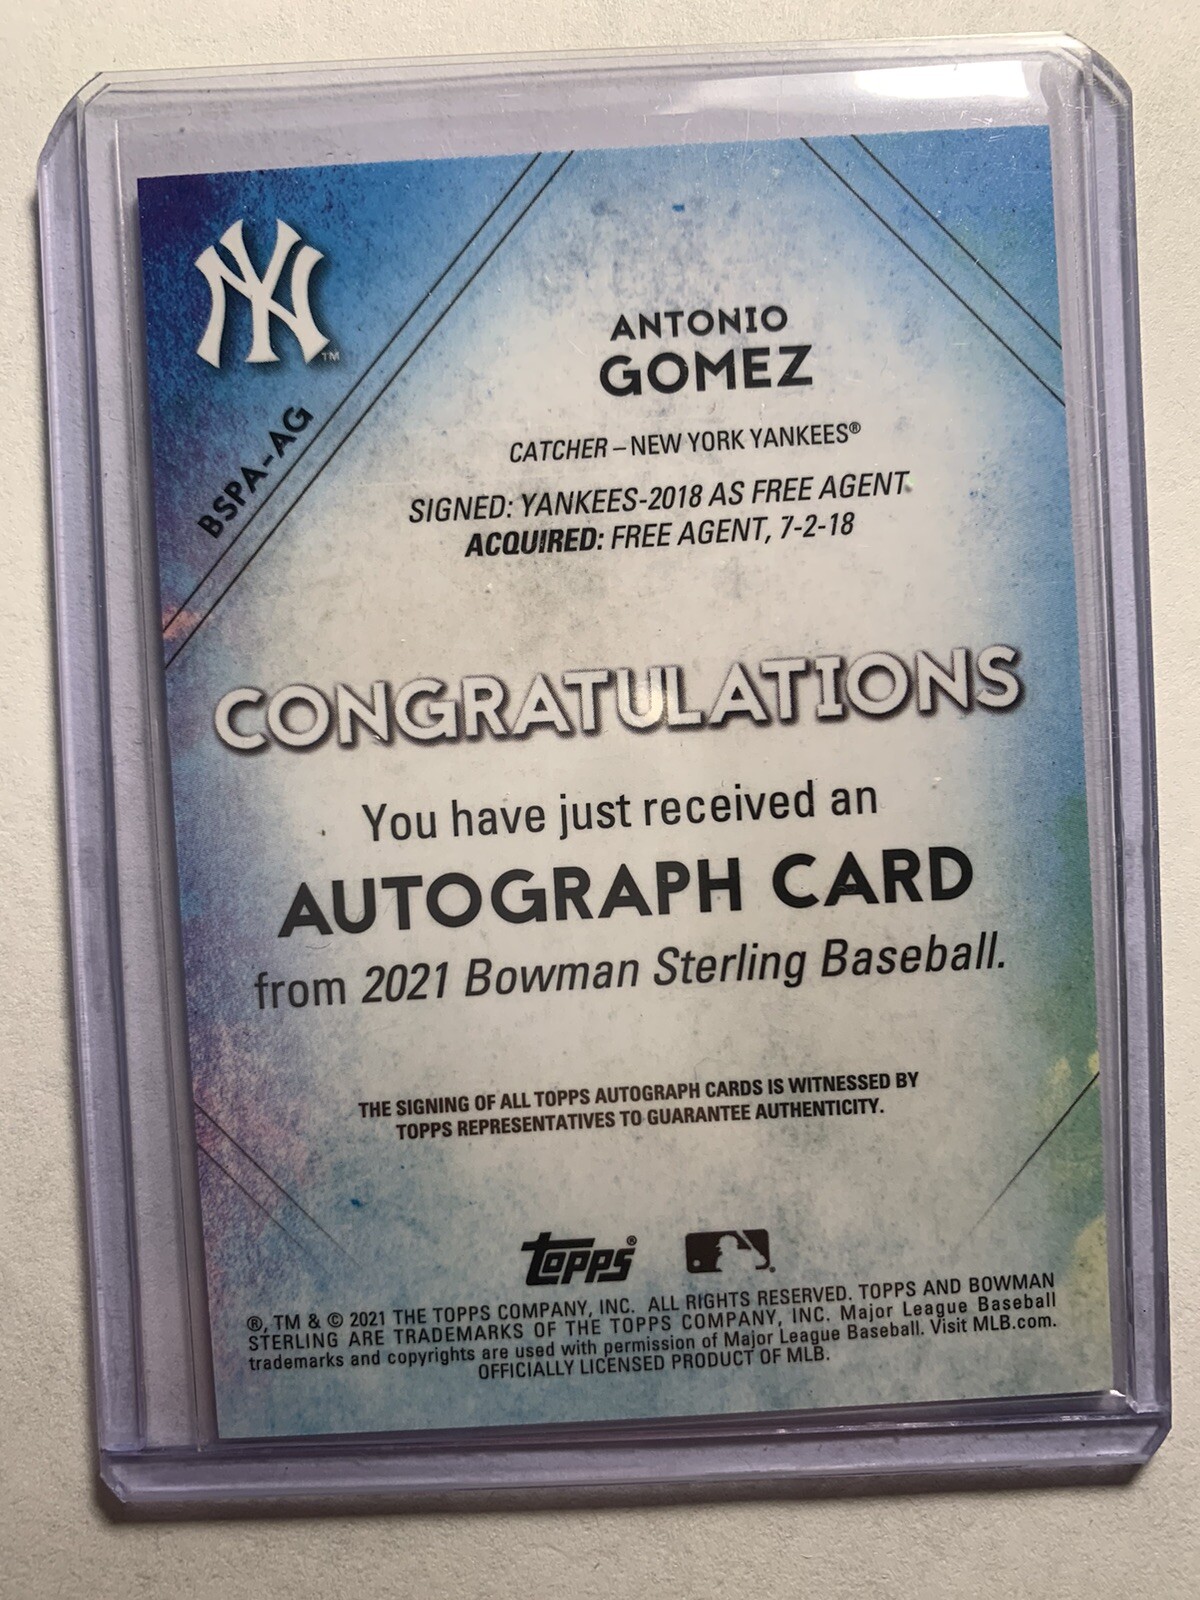 NY
TM
BSPA-AG
ANTONIO
GOMEZ
CATCHER – NEW YORK YANKEES®
SIGNED: YANKEES-2018 AS FREE AGENT
ACQUIRED: FREE AGENT, 7-2-18
CONGRATULATIONS
You have just received an
AUTOGRAPH CARD
from 2021 Bowman Sterling Baseball.
THE SIGNING OF ALL TOPPS AUTOGRAPH CARDS IS WITNESSED BY
TOPPS REPRESENTATIVES TO GUARANTEE AUTHENTICITY.
topps®
®, TM & © 2021 THE TOPPS COMPANY, INC. ALL RIGHTS RESERVED. TOPPS AND BOWMAN
STERLING ARE TRADEMARKS OF THE TOPPS COMPANY, INC. Major League Baseball
trademarks and copyrights are used with permission of Major League Baseball. Visit MLB.com.
OFFICIALLY LICENSED PRODUCT OF MLB.